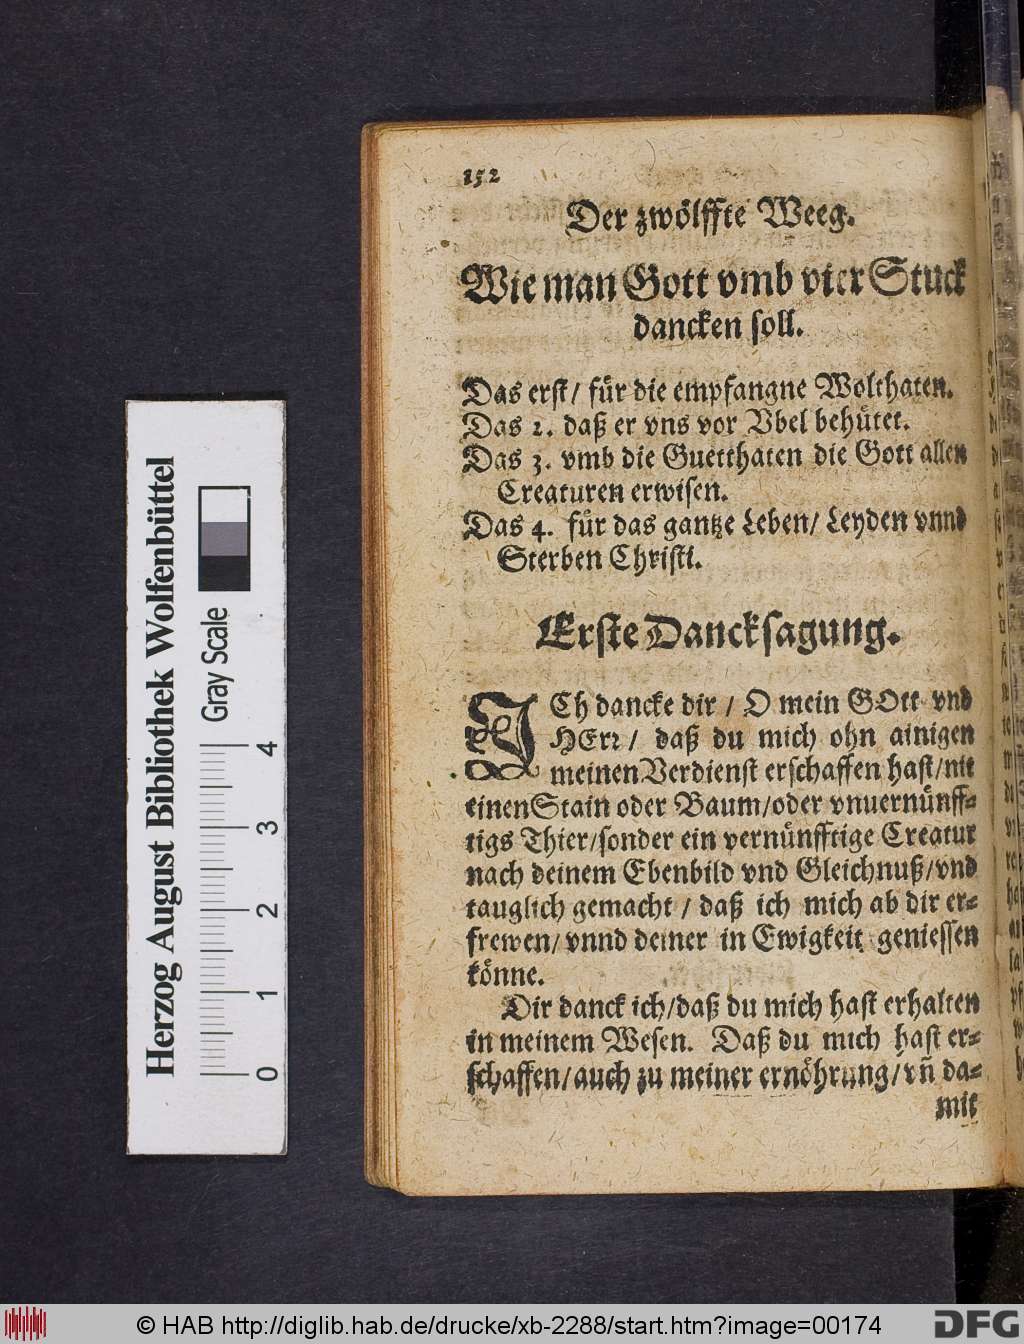 152
Der zwölffte Weeg.
Wie man Gott vmb vier Stuck
dancken soll.
Das erst/ für die empfangne Wolthaten.
Das 2. daß er vns vor Vbel behütet.
Das 3. vmb die Guetthaten die Gott allen
Creaturen erwisen.
Das 4. für das gantze Leben/ Leyden vnnd
Sterben Christi.
Erste Dancksagung.
ICh dancke dir / O mein GOtt vnd
HErr / daß du mich ohn ainigen
meinen Verdienst erschaffen hast/nit
einen Stain oder Baum/oder vnuernünff-
tigs Thier/sonder ein vernünfftige Creatur
nach deinem Ebenbild vnd Gleichnuß/vnd
tauglich gemacht / daß ich mich ab dir er-
frewen/ vnnd deiner in Ewigkeit geniessen
könne.
Dir danck ich/daß du mich hast erhalten
in meinem Wesen. Daß du mich hast er-
schaffen/auch zu meiner ernöhrung/vñ da-
mit
Herzog August Bibliothek Wolfenbüttel
Gray Scale
0 1 2 3 4
© HAB http://diglib.hab.de/drucke/xb-2288/start.htm?image=00174
DFG